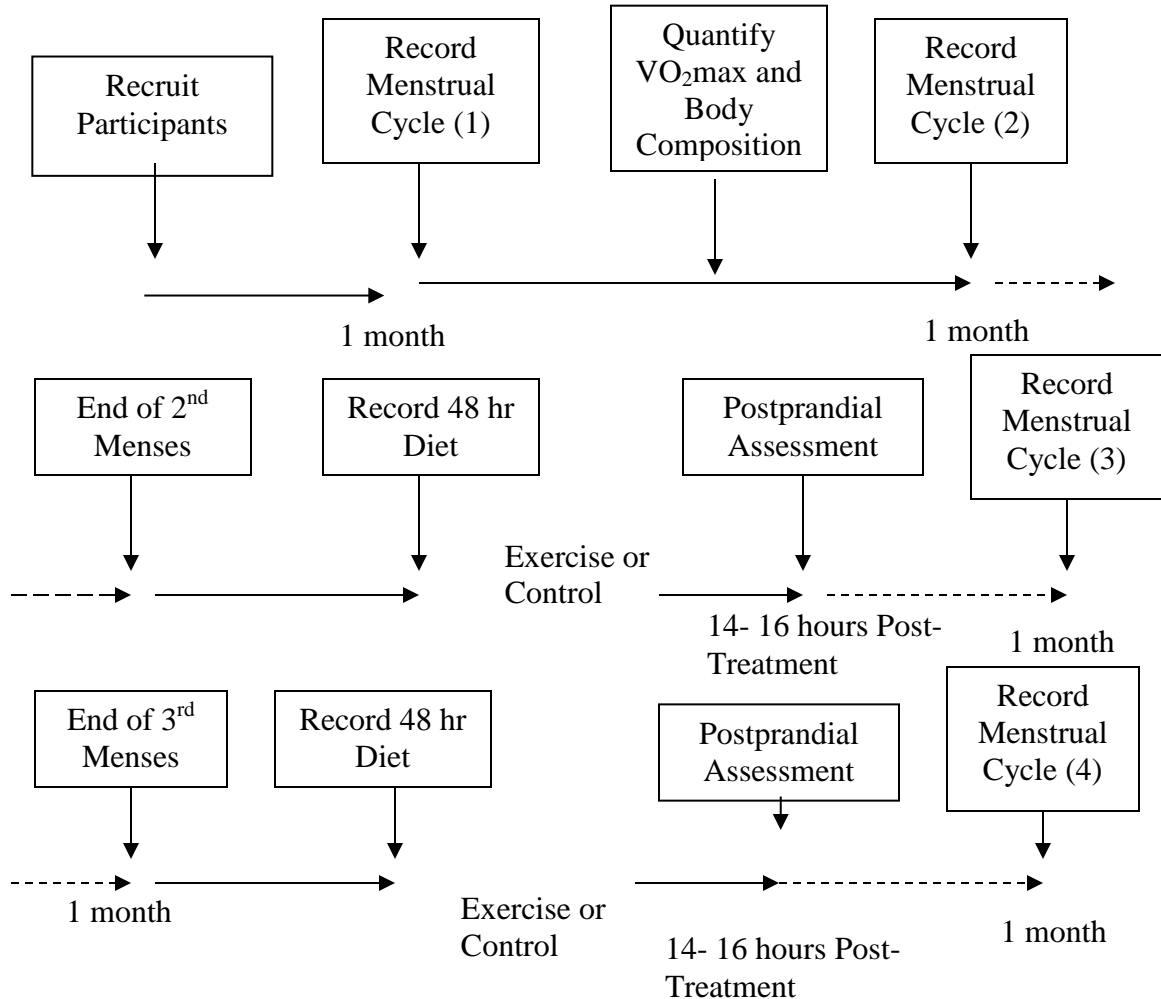 Recruit
Participants
Record
Menstrual
Cycle (1)
Quantify
VO₂max and
Body
Composition
Record
Menstrual
Cycle (2)
1 month
1 month
End of 2nd
Menses
Record 48 hr
Diet
Exercise or
Control
Postprandial
Assessment
14- 16 hours Post-
Treatment
Record
Menstrual
Cycle (3)
1 month
End of 3rd
Menses
1 month
Record 48 hr
Diet
Exercise or
Control
Postprandial
Assessment
14- 16 hours Post-
Treatment
Record
Menstrual
Cycle (4)
1 month